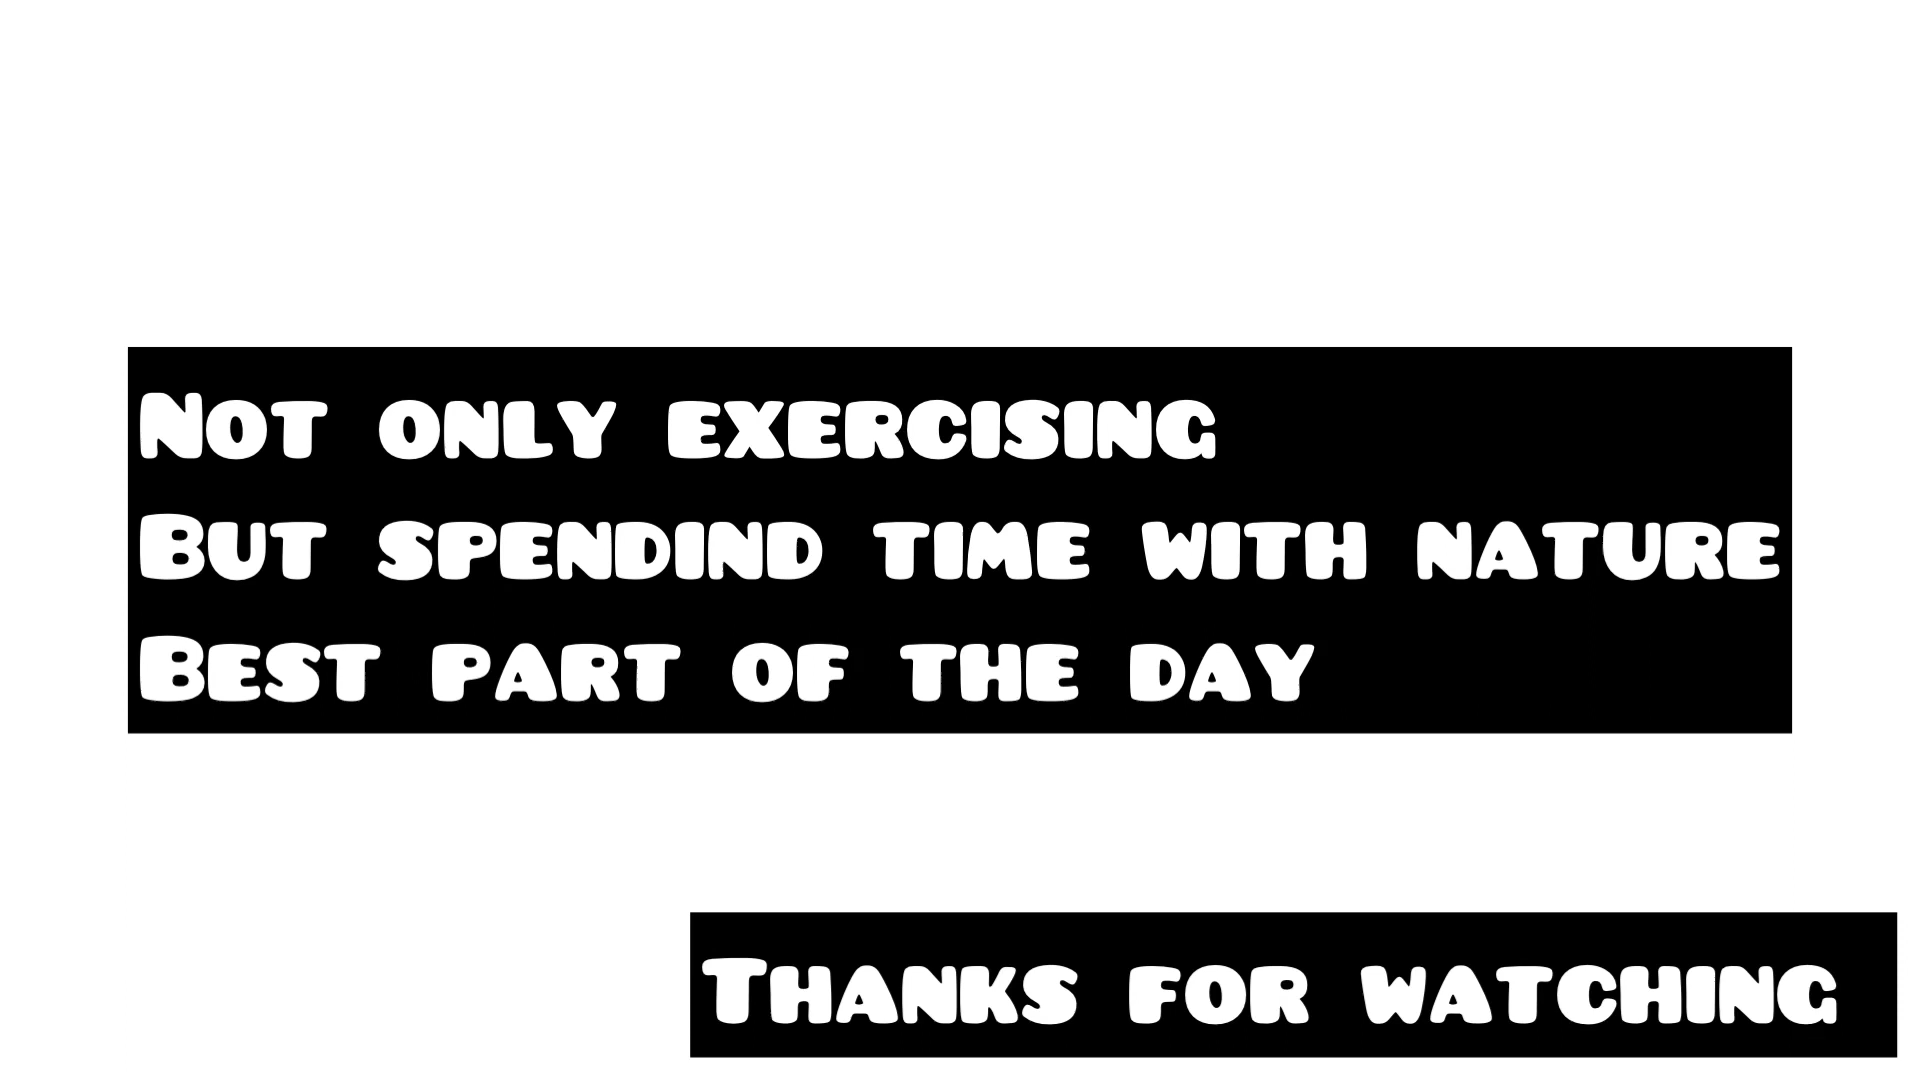 Not only exercising
But spendind time with nature
Best part of the day
Thanks for watching